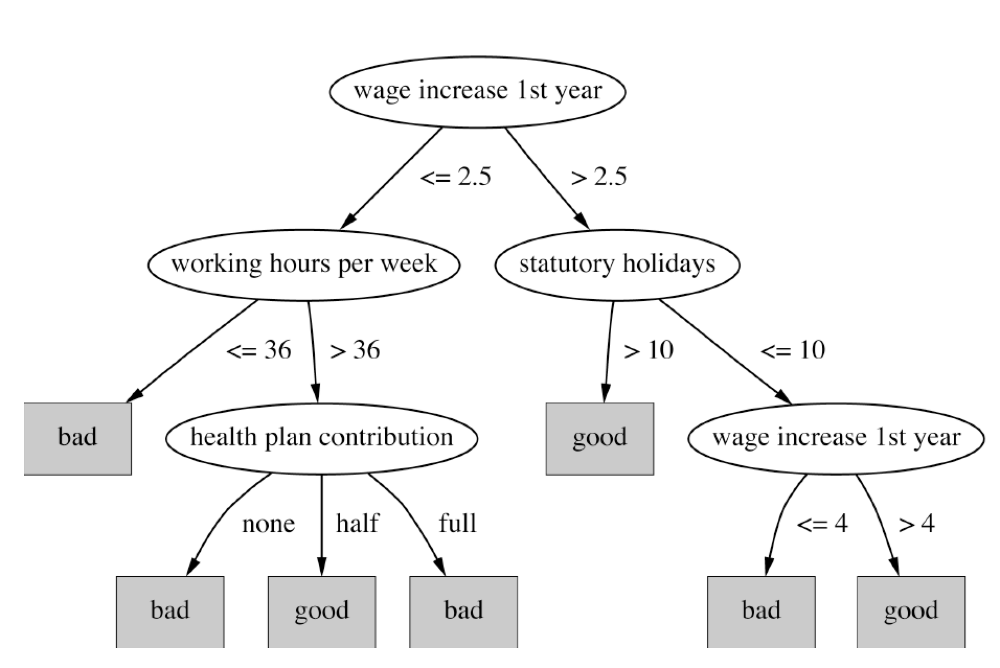 wage increase 1st year
<= 2.5
> 2.5
working hours per week
statutory holidays
<= 36
> 36
> 10
<= 10
bad
health plan contribution
good
wage increase 1st year
none
half
full
<= 4
> 4
bad
good
bad
bad
good